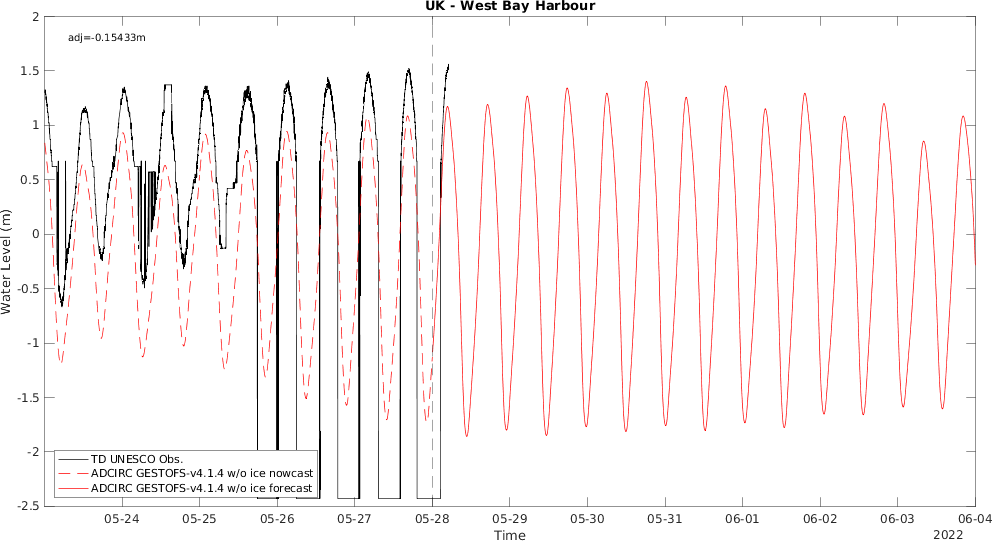 UK - West Bay Harbour
adj=-0.15433m
2
1.5
1
0.5
0
-0.5
-1
-1.5
-2
-2.5
Water Level (m)
TD UNESCO Obs.
ADCIRC GESTOFS-v4.1.4 w/o ice nowcast
ADCIRC GESTOFS-v4.1.4 w/o ice forecast
05-24 05-25 05-26 05-27 05-28 05-29 05-30 05-31 06-01 06-02 06-03 06-04
Time
2022